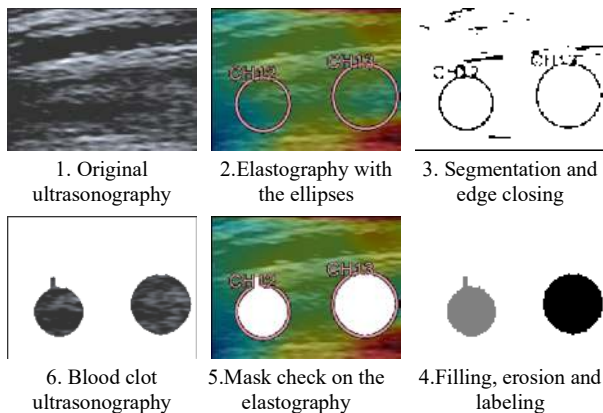 CH12
CH13
CH12
1. Original
ultrasonography
2.Elastography with
the ellipses
3. Segmentation and
edge closing
CH12
CH13
6. Blood clot
ultrasonography
5.Mask check on the
elastography
4.Filling, erosion and
labeling